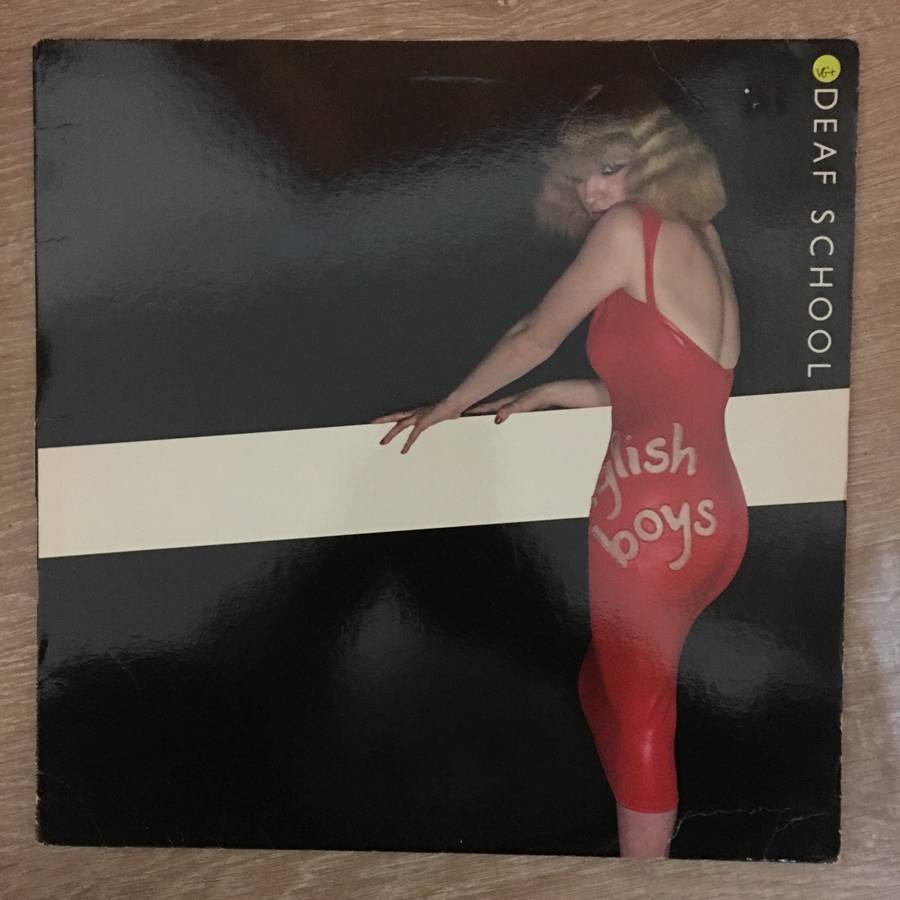 VG+
DEAF SCHOOL
glish
boys